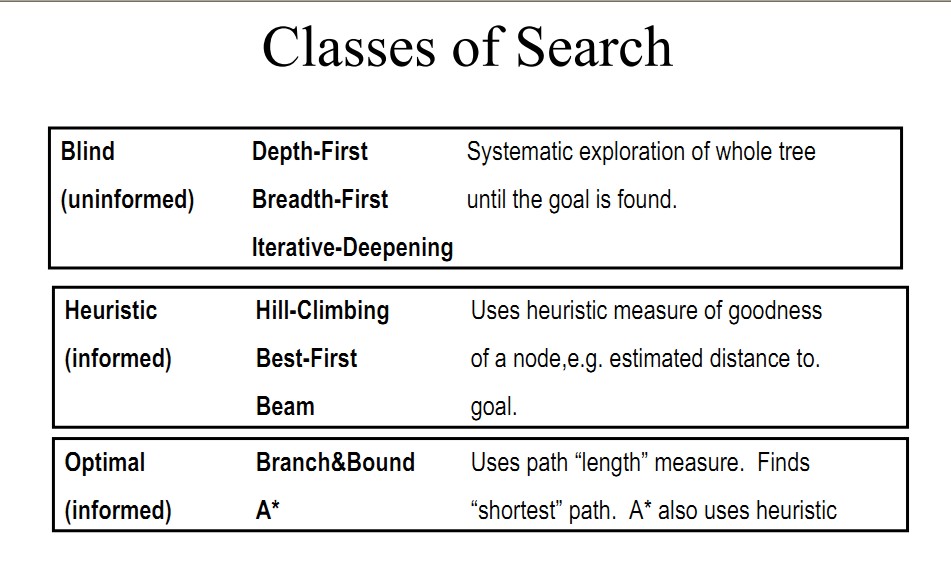 Classes of Search
Blind Depth-First Systematic exploration of whole tree
(uninformed) Breadth-First until the goal is found.
Iterative-Deepening
Heuristic Hill-Climbing Uses heuristic measure of goodness
(informed) Best-First of a node,e.g. estimated distance to.
Beam goal.
Optimal Branch&Bound Uses path “length” measure. Finds
(informed) A* “shortest” path. A* also uses heuristic